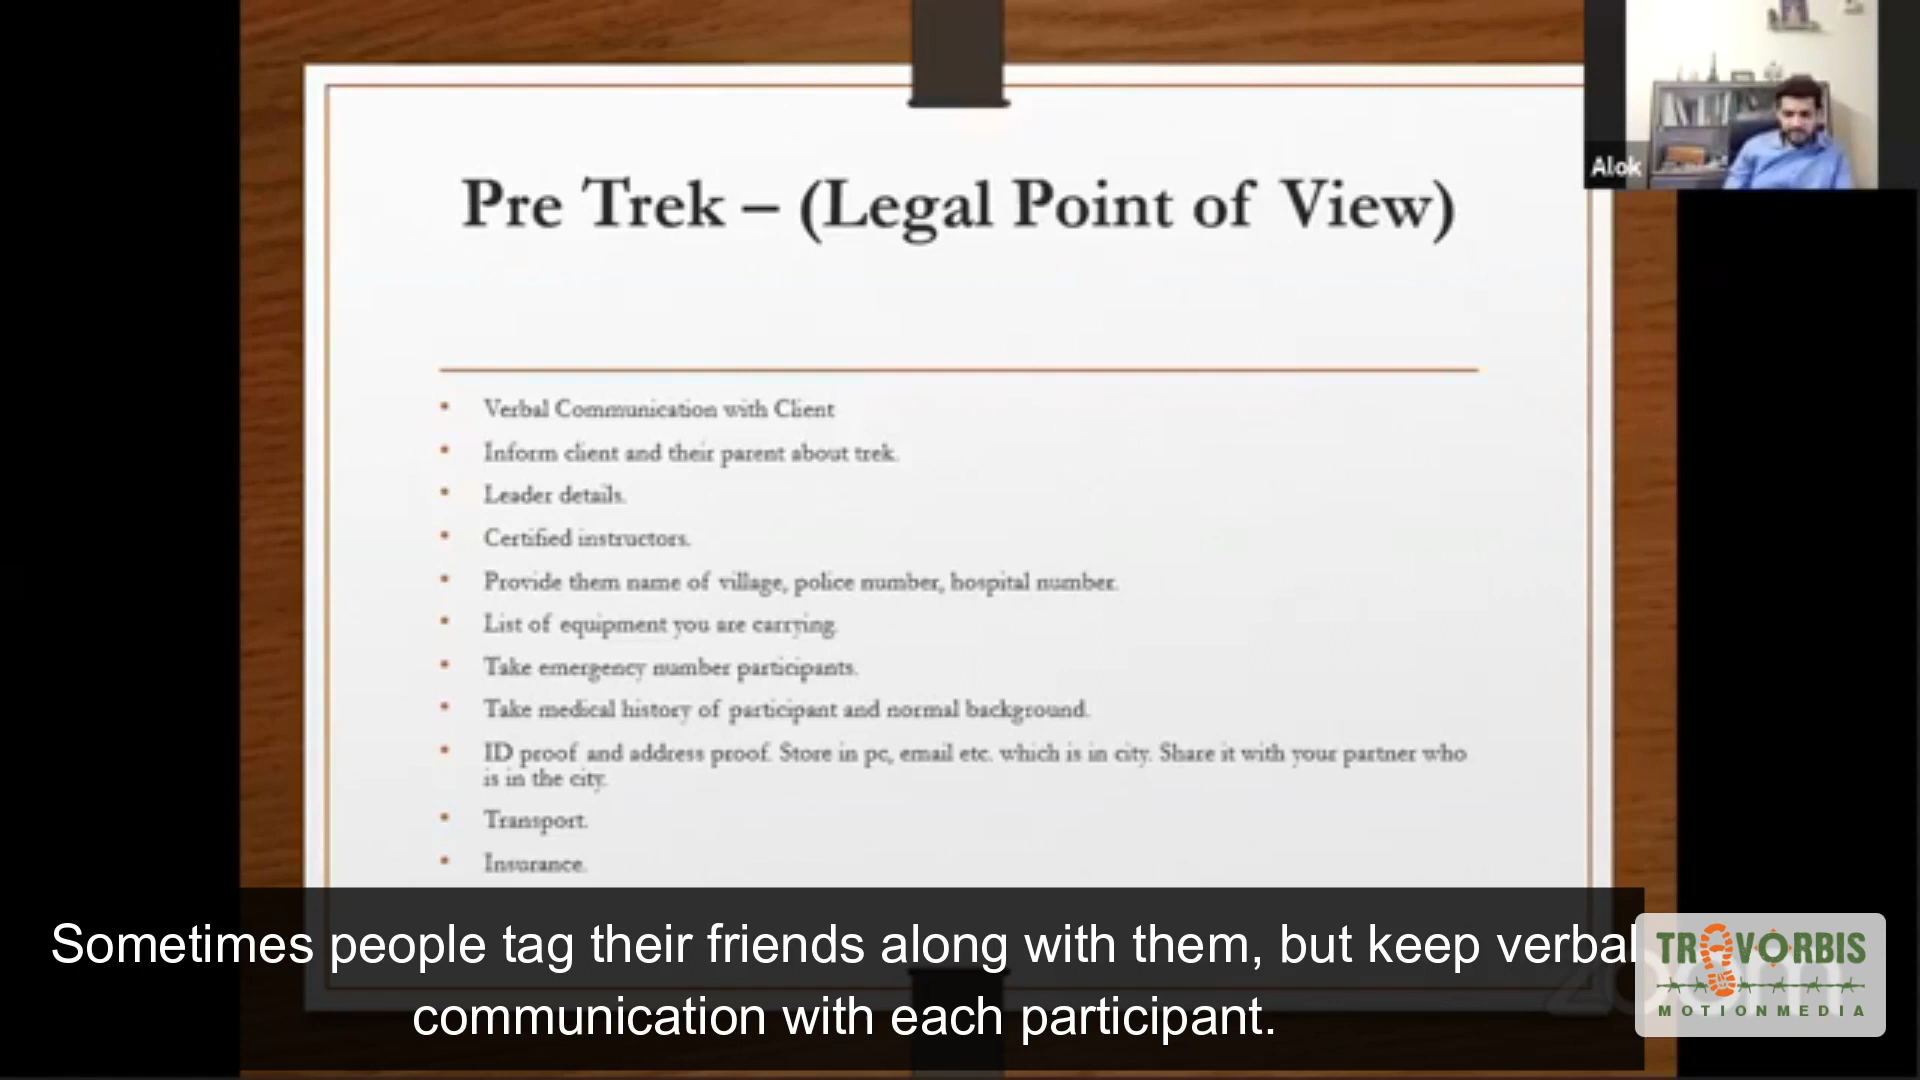 Pre Trek – (Legal Point of View)
Alok
• Verbal Communication with Client
• Inform client and their parent about trek.
• Leader details.
• Certified instructors.
• Provide them name of village, police number, hospital number.
• List of equipment you are carrying.
• Take emergency number participants.
• Take medical history of participant and normal background.
• ID proof and address proof. Store in pc, email etc. which is in city. Share it with your partner who
is in the city.
• Transport.
• Insurance.
Sometimes people tag their friends along with them, but keep verbal
communication with each participant.
zoom
TRAVORBIS
MOTIONMEDIA